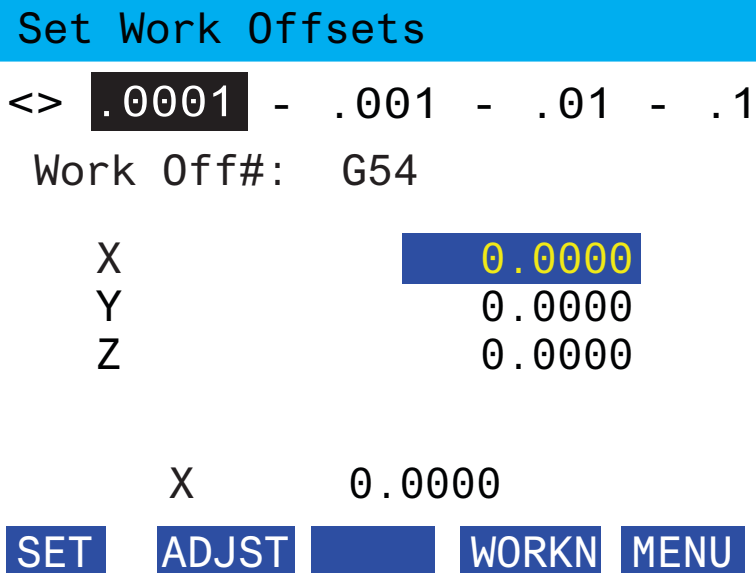 Set Work Offsets
<> .0001 - .001 - .01 - .1
Work Off#: G54
X 0.0000
Y 0.0000
Z 0.0000
X 0.0000
SET ADJST WORKN MENU